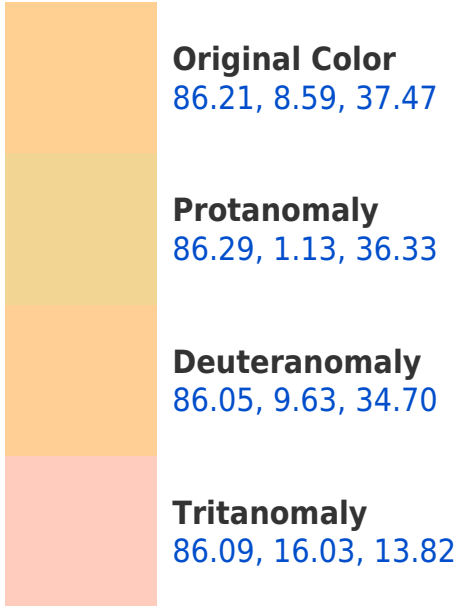 Original Color
86.21, 8.59, 37.47
Protanomaly
86.29, 1.13, 36.33
Deuteranomaly
86.05, 9.63, 34.70
Tritanomaly
86.09, 16.03, 13.82